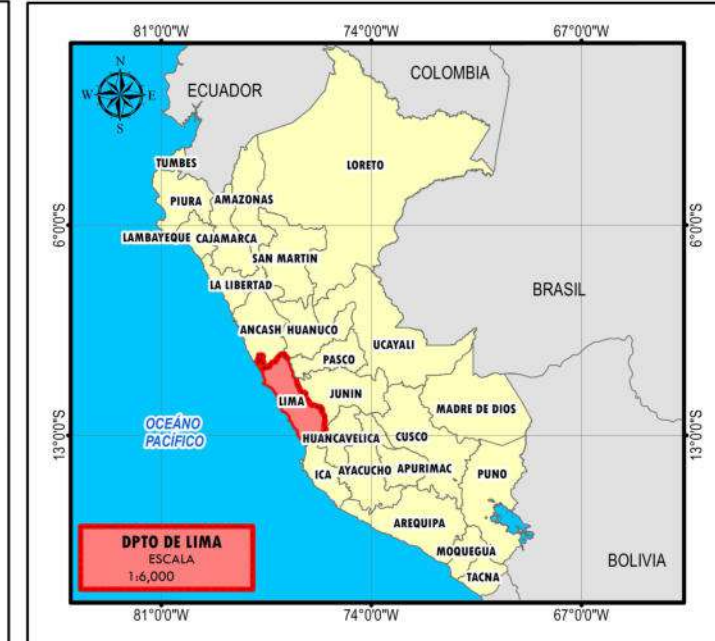 81°0'0"W 74°0'0"W 67°0'0"W
N
W E
S
ECUADOR
COLOMBIA
TUMBES
LORETO
PIURA AMAZONAS
6°0'0"S 6°0'0"S
LAMBAYEQUE CAJAMARCA
SAN MARTIN
LA LIBERTAD
BRASIL
ANCASH HUANUCO
UCAYALI
PASCO
LIMA JUNIN
MADRE DE DIOS
OCEÁNO
PACÍFICO
13°0'0"S 13°0'0"S
HUANCAVELICA CUSCO
ICA AYACUCHO APURIMAC PUNO
AREQUIPA
MOQUEGUA
TACNA
BOLIVIA
DPTO DE LIMA
ESCALA
1:6,000
81°0'0"W 74°0'0"W 67°0'0"W